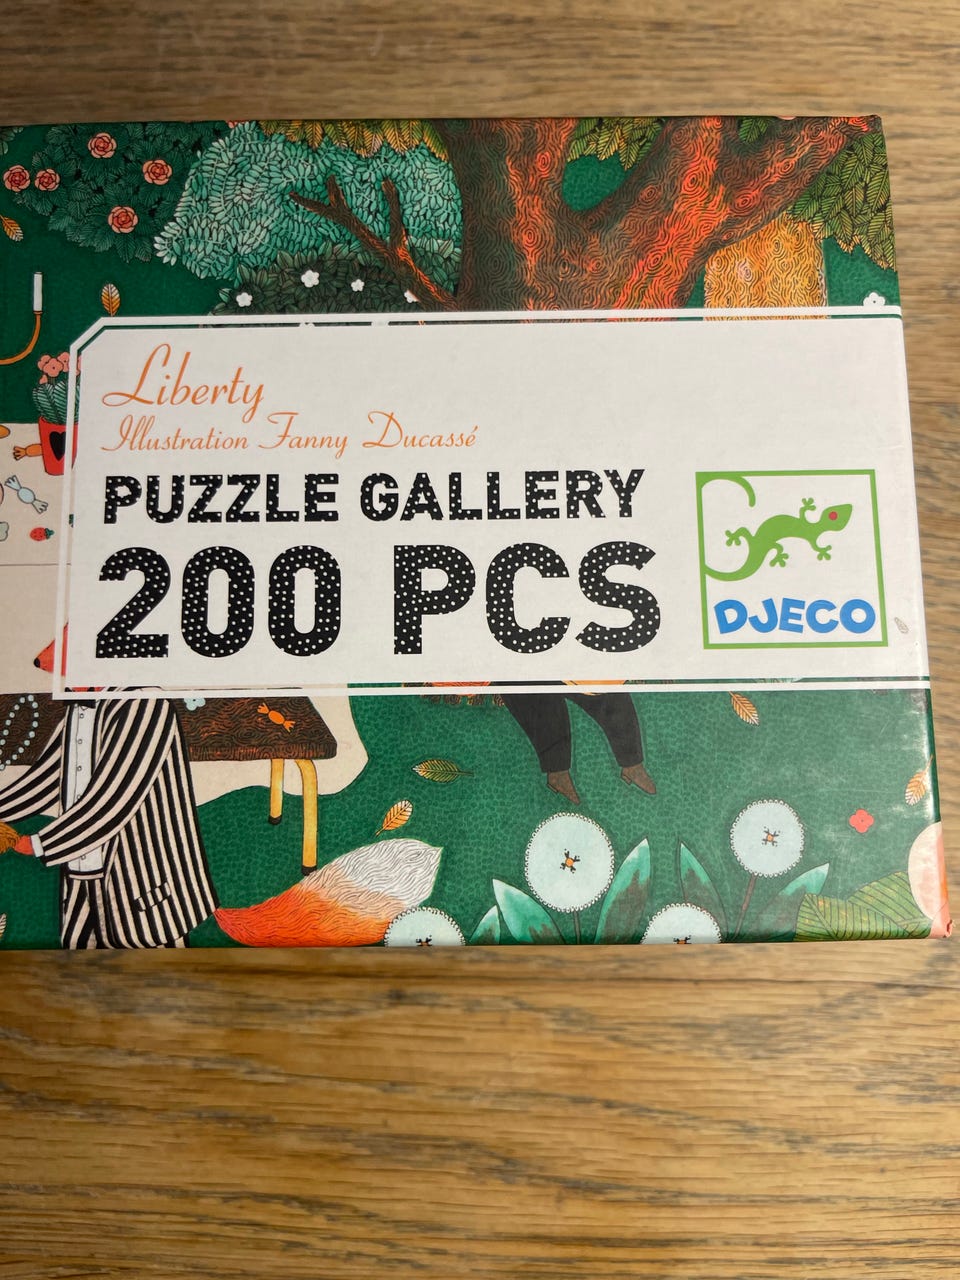 Liberty
Illustration Fanny Ducassé
PUZZLE GALLERY
200 PCS
DJECO